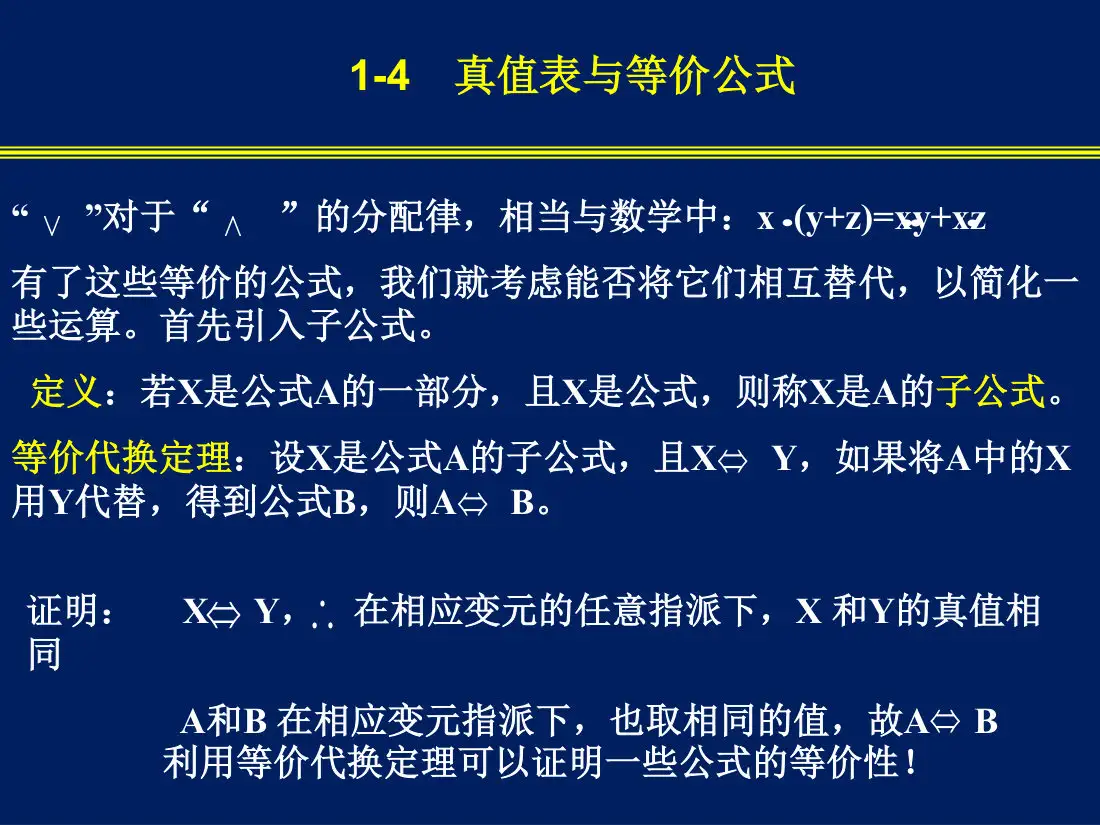 1-4 真值表与等价公式
“ ∨ ”对于“ ∧ ”的分配律，相当与数学中：x •(y+z)=x•y+x•z
有了这些等价的公式，我们就考虑能否将它们相互替代，以简化一
些运算。首先引入子公式。
定义：若X是公式A的一部分，且X是公式，则称X是A的子公式。
等价代换定理：设X是公式A的子公式，且X⇔ Y，如果将A中的X
用Y代替，得到公式B，则A⇔ B。
证明： X⇔ Y，∴ 在相应变元的任意指派下，X 和Y的真值相
同
A和B 在相应变元指派下，也取相同的值，故A⇔ B
利用等价代换定理可以证明一些公式的等价性！